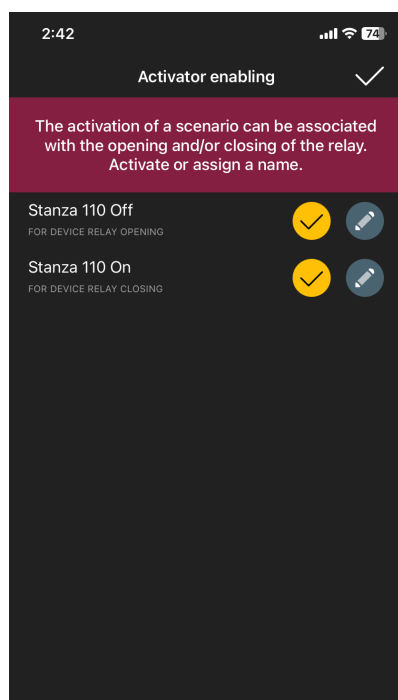 2:42
74
Activator enabling
The activation of a scenario can be associated
with the opening and/or closing of the relay.
Activate or assign a name.
Stanza 110 Off
FOR DEVICE RELAY OPENING
Stanza 110 On
FOR DEVICE RELAY CLOSING